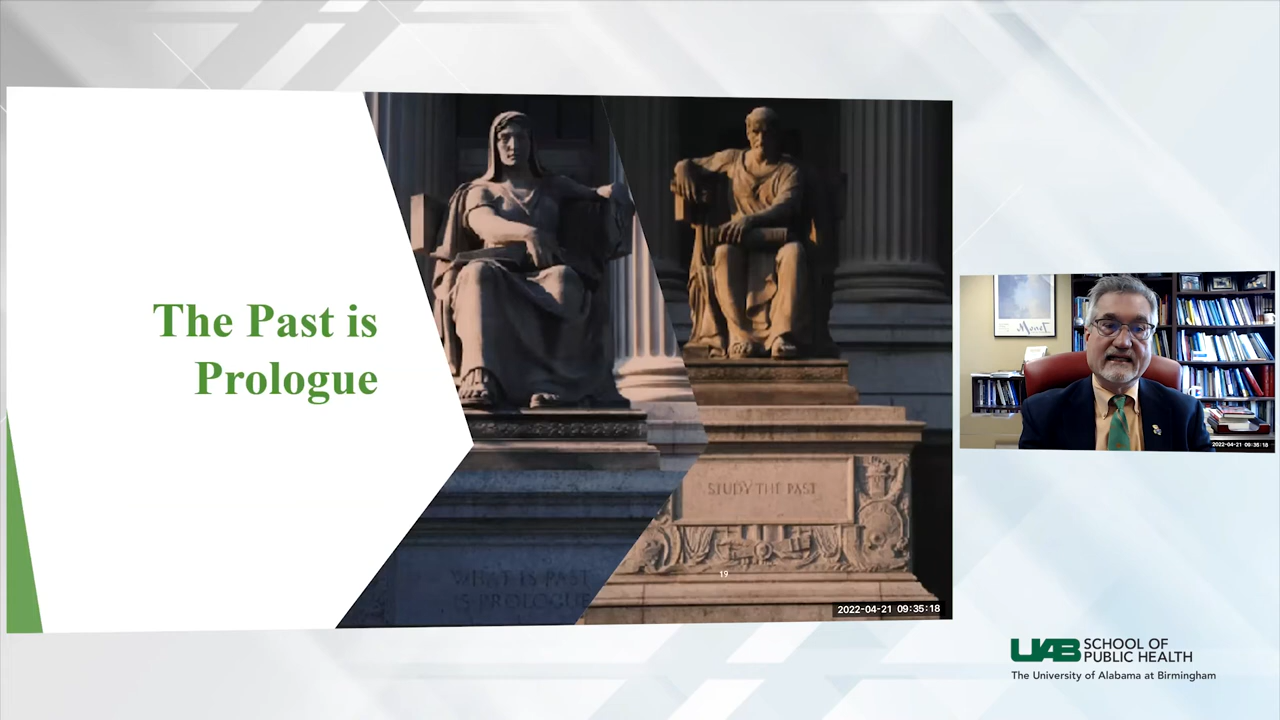 The Past is
Prologue
STUDY THE PAST
WHAT IS PAST
IS PROLOGUE
19
2022-04-21 09:35:18
Monet
2022-04-21 09:35:18
UAB SCHOOL OF
PUBLIC HEALTH
The University of Alabama at Birmingham